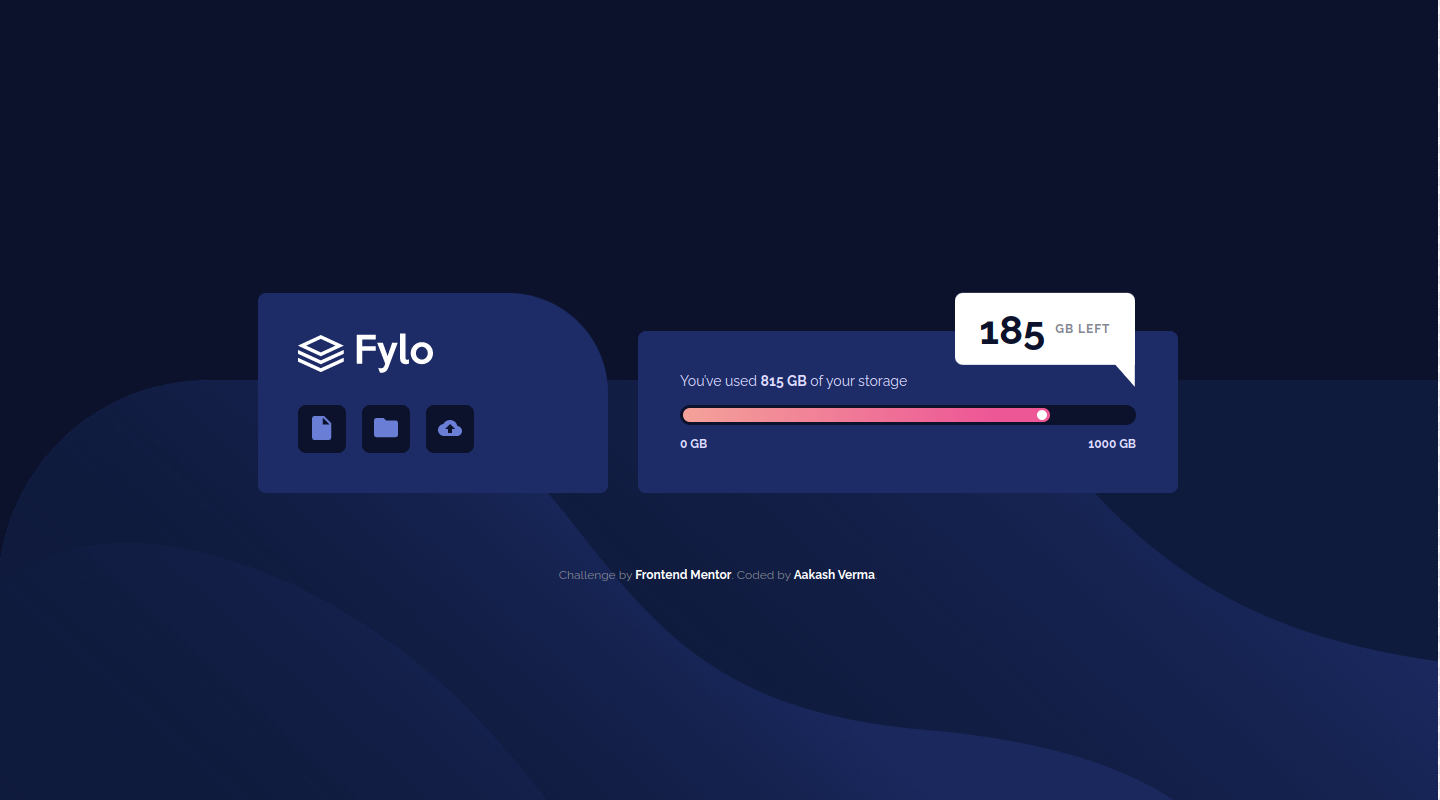 Fylo
185 GB LEFT
You've used 815 GB of your storage
0 GB 1000 GB
Challenge by Frontend Mentor. Coded by Aakash Verma.